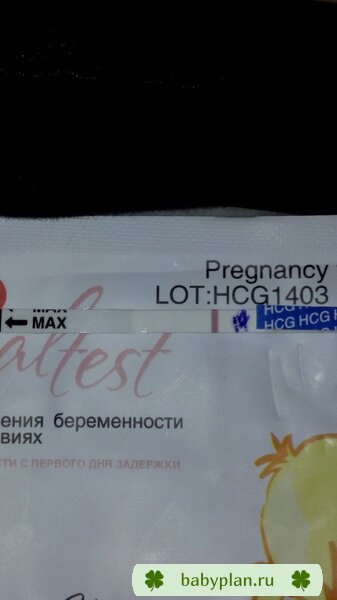 Pregnancy
LOT:HCG1403
MAX
HCG HCG HCG
MAX
HCG HCG H
altest
ения беременности
виях
СТИ С ПЕРВОГО ДНЯ ЗАДЕРЖКИ
babyplan.ru